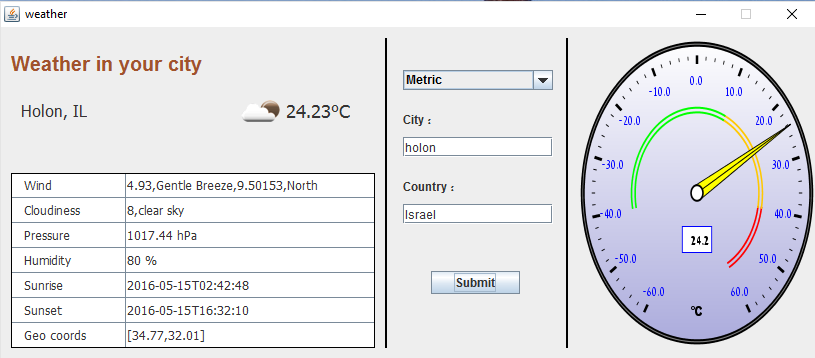 weather
Weather in your city
Holon, IL
24.23ºC
Wind 4.93,Gentle Breeze,9.50153,North
Cloudiness 8,clear sky
Pressure 1017.44 hPa
Humidity 80 %
Sunrise 2016-05-15T02:42:48
Sunset 2016-05-15T16:32:10
Geo coords [34.77,32.01]
Metric
City :
holon
Country :
Israel
Submit
-60.0
-50.0
-40.0
-30.0
-20.0
-10.0
0.0
10.0
20.0
30.0
40.0
50.0
60.0
24.2
°C